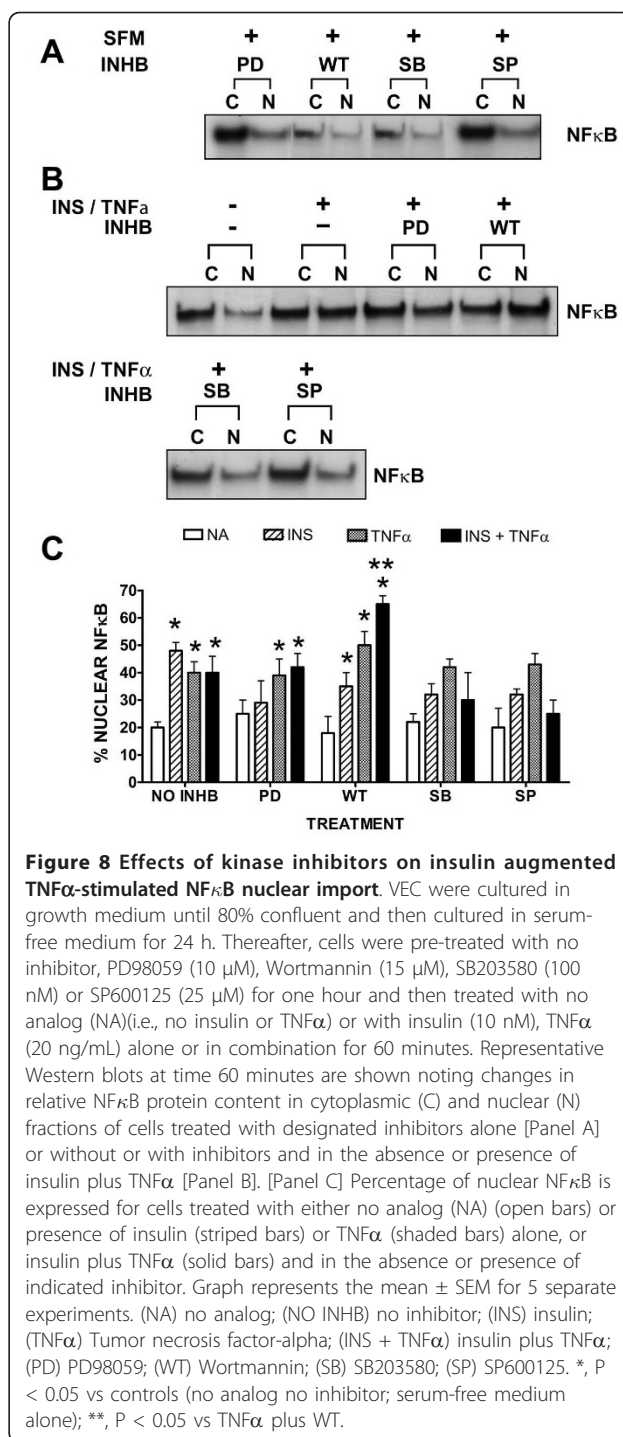 A
SFM + + + +
INHB PD WT SB SP
C N C N C N C N
NFκB
B
INS / TNFa - + + +
INHB - – PD WT
C N C N C N C N
NFκB
INS / TNFα + +
INHB SB SP
C N C N
NFκB
C
NA INS TNFα INS + TNFα
% NUCLEAR NFκB
70
60
50
40
30
20
10
0
* * * * * * * ** *
NO INHB PD WT SB SP
TREATMENT
Figure 8 Effects of kinase inhibitors on insulin augmented
TNFα-stimulated NFκB nuclear import. VEC were cultured in
growth medium until 80% confluent and then cultured in serum-
free medium for 24 h. Thereafter, cells were pre-treated with no
inhibitor, PD98059 (10 μM), Wortmannin (15 μM), SB203580 (100
nM) or SP600125 (25 μM) for one hour and then treated with no
analog (NA)(i.e., no insulin or TNFα) or with insulin (10 nM), TNFα
(20 ng/mL) alone or in combination for 60 minutes. Representative
Western blots at time 60 minutes are shown noting changes in
relative NFκB protein content in cytoplasmic (C) and nuclear (N)
fractions of cells treated with designated inhibitors alone [Panel A]
or without or with inhibitors and in the absence or presence of
insulin plus TNFα [Panel B]. [Panel C] Percentage of nuclear NFκB is
expressed for cells treated with either no analog (NA) (open bars) or
presence of insulin (striped bars) or TNFα (shaded bars) alone, or
insulin plus TNFα (solid bars) and in the absence or presence of
indicated inhibitor. Graph represents the mean ± SEM for 5 separate
experiments. (NA) no analog; (NO INHB) no inhibitor; (INS) insulin;
(TNFα) Tumor necrosis factor-alpha; (INS + TNFα) insulin plus TNFα;
(PD) PD98059; (WT) Wortmannin; (SB) SB203580; (SP) SP600125. *, P
< 0.05 vs controls (no analog no inhibitor; serum-free medium
alone); **, P < 0.05 vs TNFα plus WT.